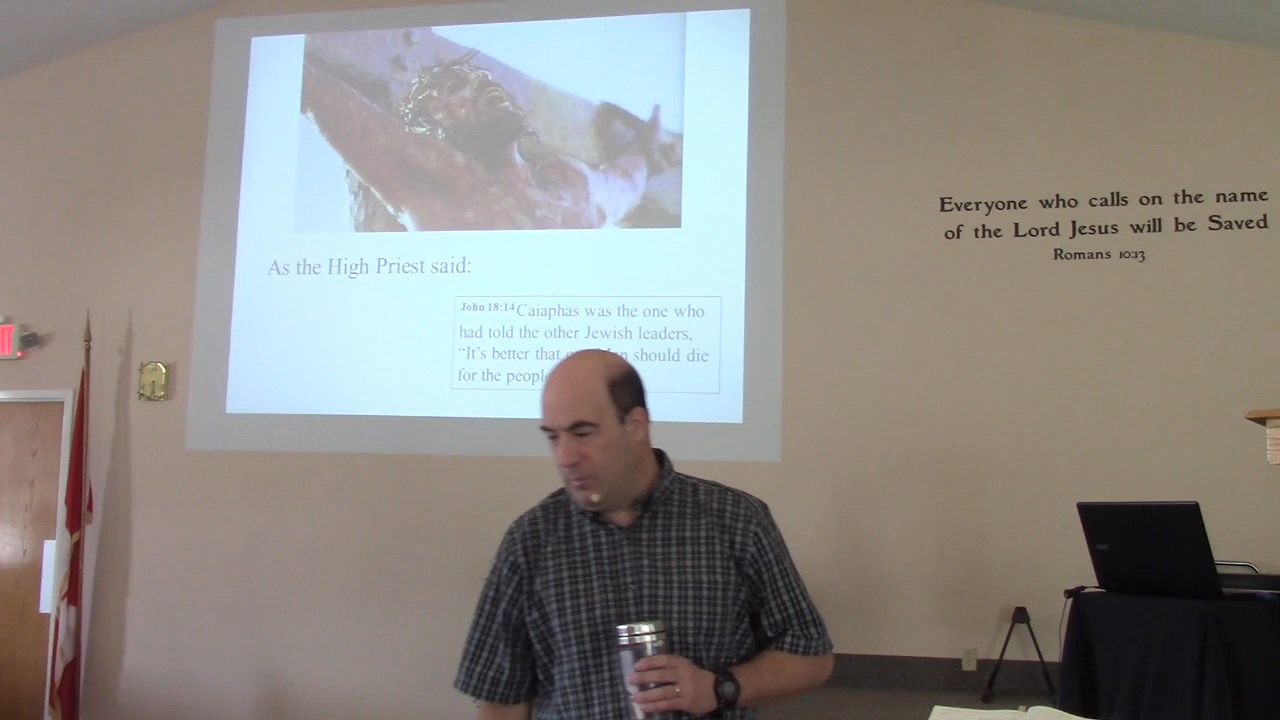 As the High Priest said:
John 18:14 Caiaphas was the one who
had told the other Jewish leaders,
“It's better that should die
for the people
Everyone who calls on the name
of the Lord Jesus will be Saved
Romans 10:13
acer